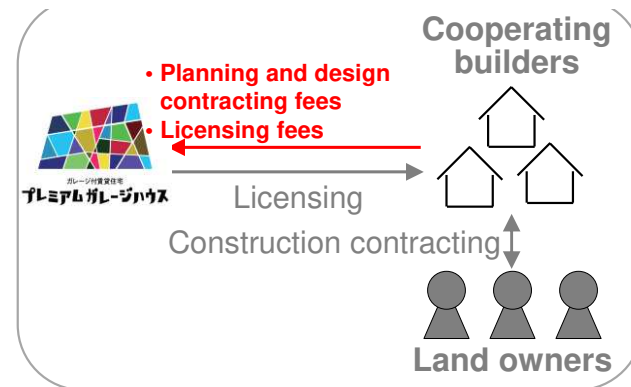 Cooperating
builders
• Planning and design
contracting fees
• Licensing fees
ガレージ付賃貸住宅
プレミアムガレージハウス
Licensing
Construction contracting
Land owners